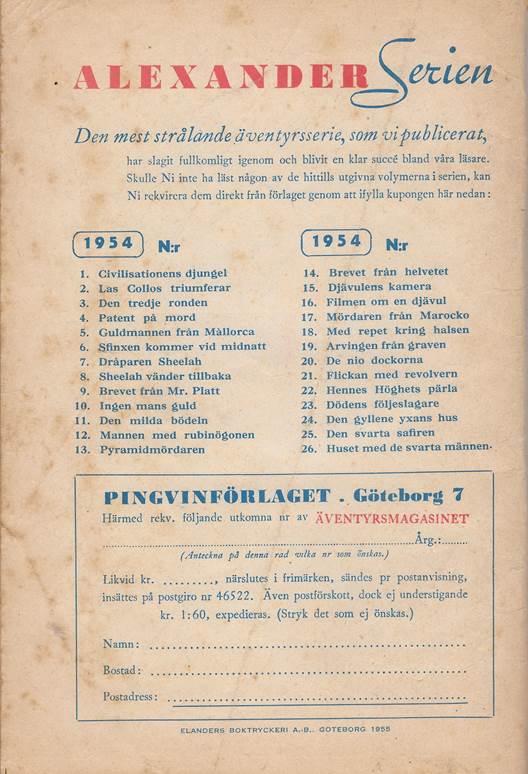 ALEXANDER Serien
Den mest strålande äventyrsserie, som vi publicerat,
har slagit fullkomligt igenom och blivit en klar succé bland våra läsare.
Skulle Ni inte ha läst någon av de hittills utgivna volymerna i serien, kan
Ni rekvirera dem direkt från förlaget genom att ifylla kupongen här nedan:
1954 N:r
1. Civilisationens djungel
2. Las Collos triumferar
3. Den tredje ronden
4. Patent på mord
5. Guldmannen från Mallorca
6. Sfinxen kommer vid midnatt
7. Dråparen Sheelah
8. Sheelah vänder tillbaka
9. Brevet från Mr. Platt
10. Ingen mans guld
11. Den milda bödeln
12. Mannen med rubinögonen
13. Pyramidmördaren
1954 N:r
14. Brevet från helvetet
15. Djävulens kamera
16. Filmen om en djävul
17. Mördaren från Marocko
18. Med repet kring halsen
19. Arvingen från graven
20. De nio dockorna
21. Flickan med revolvern
22. Hennes Höghets pärla
23. Dödens följeslagare
24. Den gyllene yxans hus
25. Den svarta safiren
26. Huset med de svarta männen.
PINGVINFÖRLAGET . Göteborg 7
Härmed rekv. följande utkomna nr av ÄVENTYRSMAGASINET
........................................ Årg.:.........
(Anteckna på denna rad vilka nr som önskas.)
Likvid kr. .........., närslutes i frimärken, sändes pr postanvisning,
insättes på postgiro nr 46522. Även postförskott, dock ej understigande
kr. 1:60, expedieras. (Stryk det som ej önskas.)
Namn: ........................................
Bostad: ........................................
Postadress: ........................................
ELANDERS BOKTRYCKERI A.-B., GÖTEBORG 1955